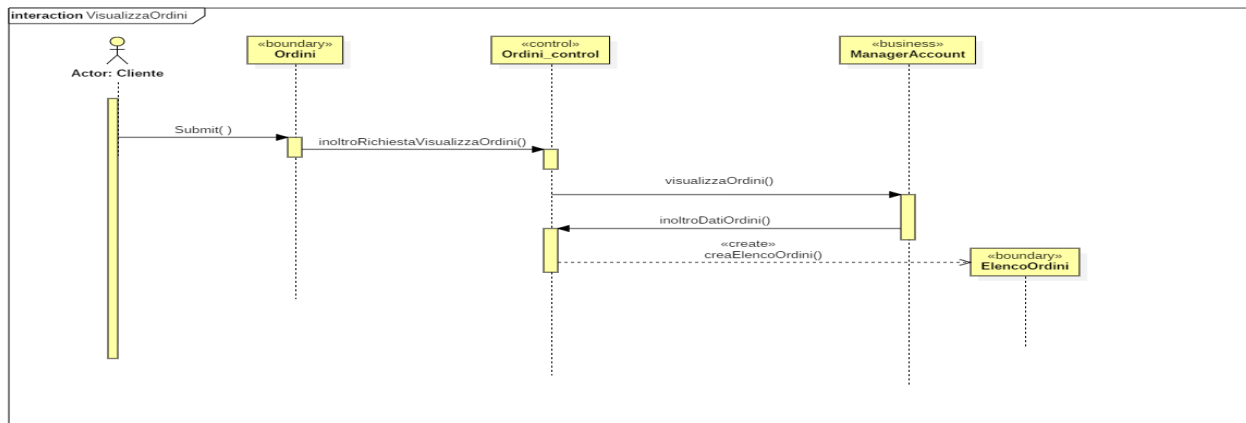 interaction VisualizzaOrdini
Actor: Cliente
«boundary»
Ordini
«control»
Ordini_control
«business»
ManagerAccount
Submit( )
inoltroRichiestaVisualizzaOrdini()
visualizzaOrdini()
inoltroDatiOrdini()
«create»
creaElencoOrdini()
«boundary»
ElencoOrdini